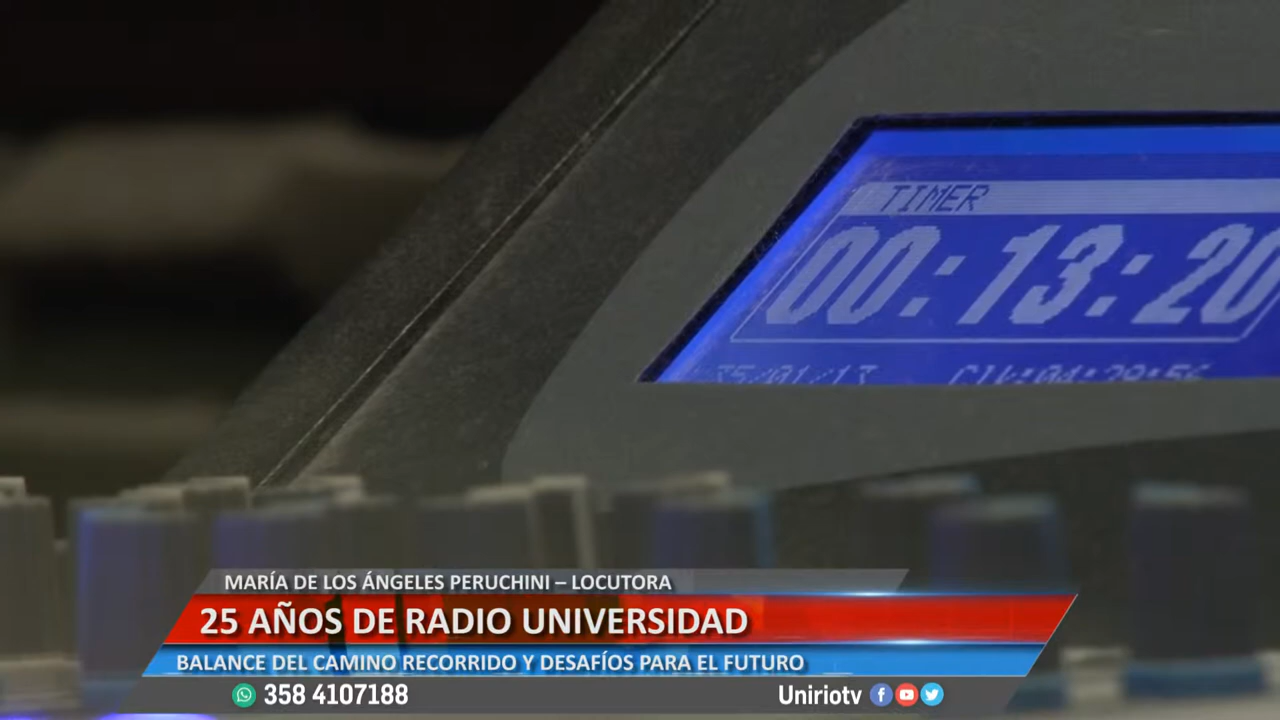 TIMER
00:13:20
MARÍA DE LOS ÁNGELES PERUCHINI – LOCUTORA
25 AÑOS DE RADIO UNIVERSIDAD
BALANCE DEL CAMINO RECORRIDO Y DESAFÍOS PARA EL FUTURO
358 4107188
Uniriotv